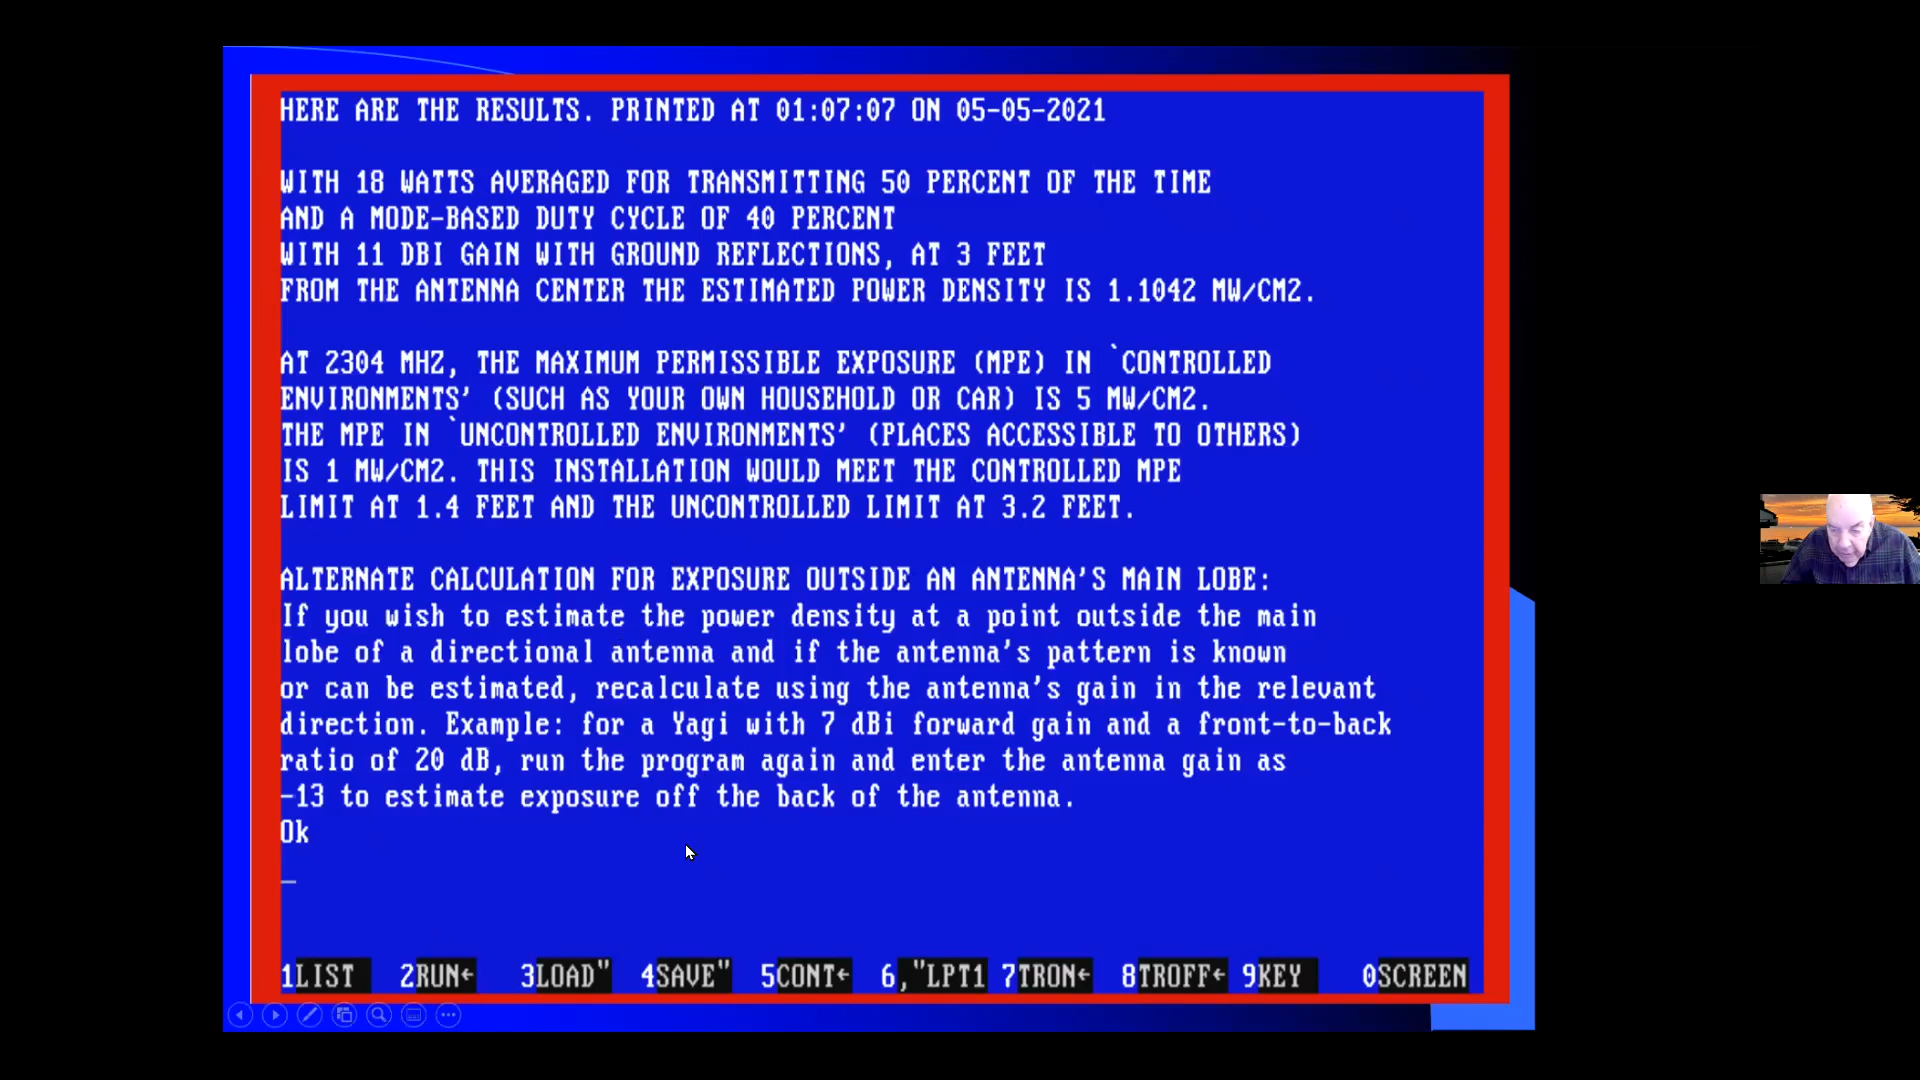 HERE ARE THE RESULTS. PRINTED AT 01:07:07 ON 05-05-2021
WITH 18 WATTS AVERAGED FOR TRANSMITTING 50 PERCENT OF THE TIME
AND A MODE-BASED DUTY CYCLE OF 40 PERCENT
WITH 11 DBI GAIN WITH GROUND REFLECTIONS, AT 3 FEET
FROM THE ANTENNA CENTER THE ESTIMATED POWER DENSITY IS 1.1042 MW/CM2.
AT 2304 MHZ, THE MAXIMUM PERMISSIBLE EXPOSURE (MPE) IN `CONTROLLED
ENVIRONMENTS' (SUCH AS YOUR OWN HOUSEHOLD OR CAR) IS 5 MW/CM2.
THE MPE IN `UNCONTROLLED ENVIRONMENTS' (PLACES ACCESSIBLE TO OTHERS)
IS 1 MW/CM2. THIS INSTALLATION WOULD MEET THE CONTROLLED MPE
LIMIT AT 1.4 FEET AND THE UNCONTROLLED LIMIT AT 3.2 FEET.
ALTERNATE CALCULATION FOR EXPOSURE OUTSIDE AN ANTENNA'S MAIN LOBE:
If you wish to estimate the power density at a point outside the main
lobe of a directional antenna and if the antenna's pattern is known
or can be estimated, recalculate using the antenna's gain in the relevant
direction. Example: for a Yagi with 7 dBi forward gain and a front-to-back
ratio of 20 dB, run the program again and enter the antenna gain as
-13 to estimate exposure off the back of the antenna.
Ok
_
1LIST 2RUN← 3LOAD" 4SAVE" 5CONT← 6,"LPT1 7TRON← 8TROFF← 9KEY 0SCREEN